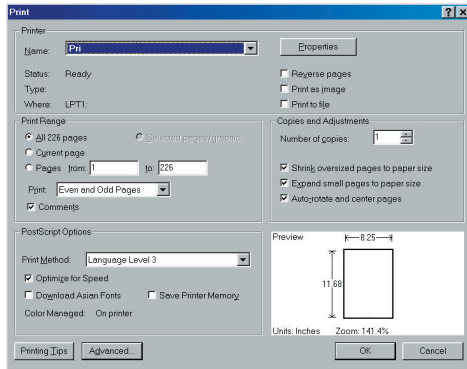 Print
Printer
Name: Pri
Properties
Status: Ready
Type:
Where: LPT1:
Reverse pages
Print as image
Print to file
Print Range
All 226 pages
Selected pages/graphic
Current page
Pages from: 1 to: 226
Print: Even and Odd Pages
Comments
Copies and Adjustments
Number of copies: 1
Shrink oversized pages to paper size
Expand small pages to paper size
Auto-rotate and center pages
PostScript Options
Print Method: Language Level 3
Optimize for Speed
Download Asian Fonts
Save Printer Memory
Color Managed: On printer
Preview
8.25
11.68
Units: Inches Zoom: 141.4%
Printing Tips
Advanced...
OK
Cancel